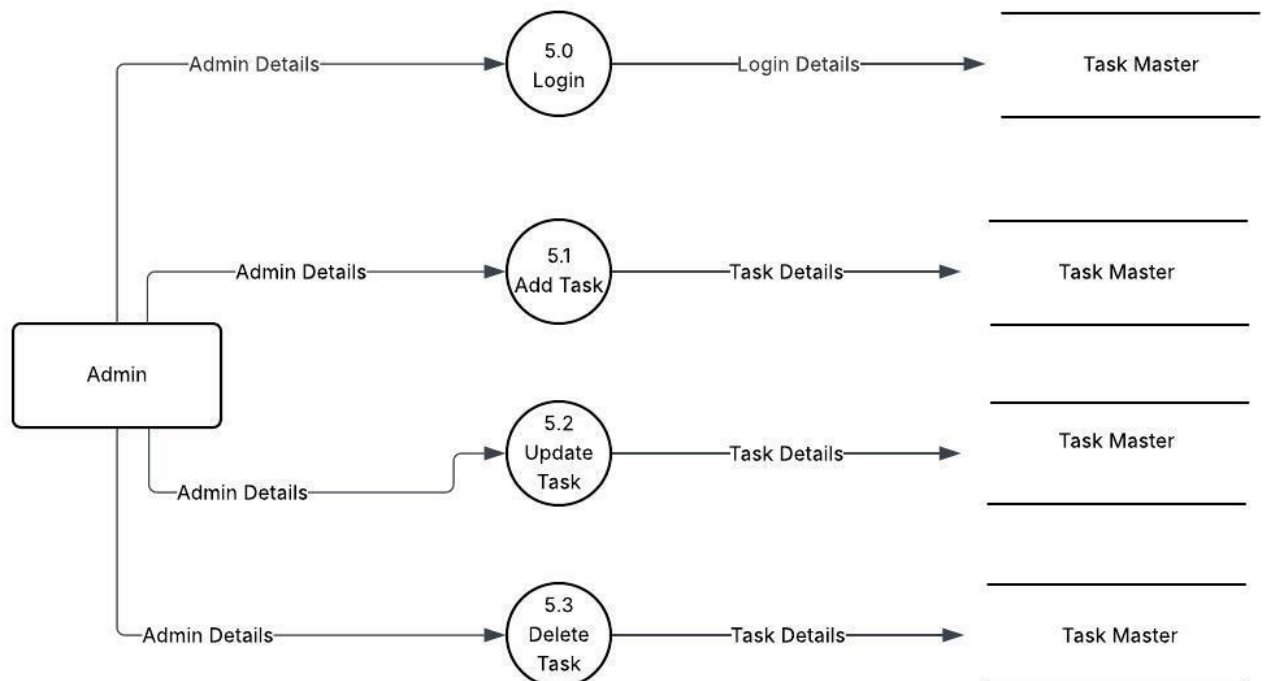 5.0
Login
Admin Details
Login Details
Task Master
5.1
Add Task
Admin Details
Task Details
Task Master
Admin
5.2
Update
Task
Admin Details
Task Details
Task Master
5.3
Delete
Task
Admin Details
Task Details
Task Master